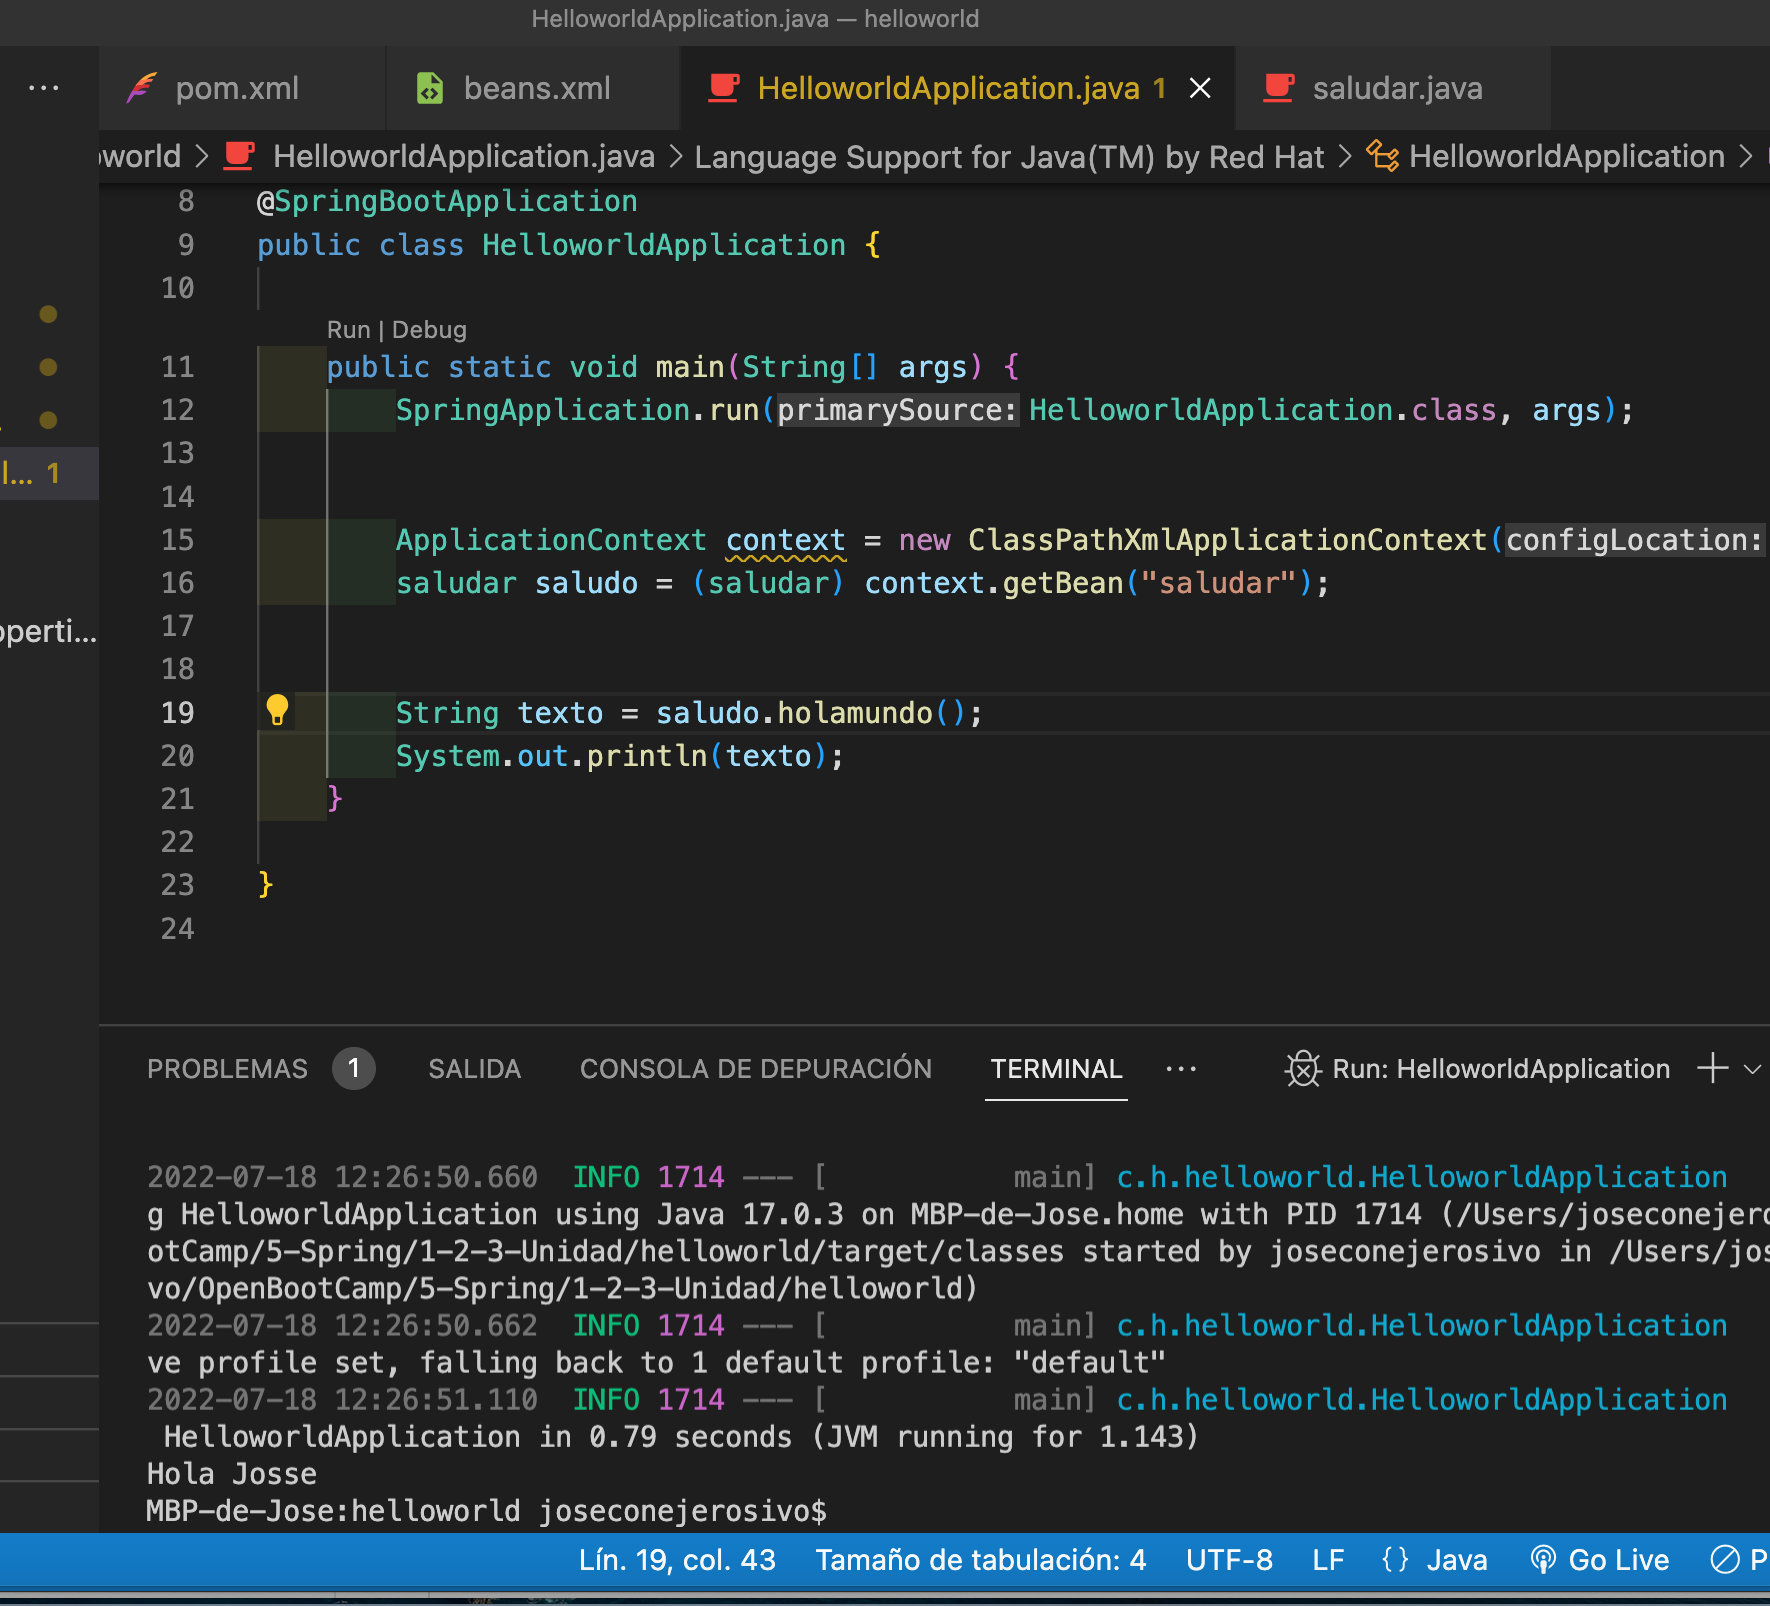 HelloworldApplication.java — helloworld
··· pom.xml beans.xml HelloworldApplication.java 1 saludar.java
world > HelloworldApplication.java > Language Support for Java(TM) by Red Hat > HelloworldApplication >
8 @SpringBootApplication
9 public class HelloworldApplication {
10
Run | Debug
11 public static void main(String[] args) {
12 SpringApplication.run(primarySource: HelloworldApplication.class, args);
13
14
15 ApplicationContext context = new ClassPathXmlApplicationContext(configLocation:
16 saludar saludo = (saludar) context.getBean("saludar");
17
18
19 String texto = saludo.holamundo();
20 System.out.println(texto);
21 }
22
23 }
24
l... 1
operti...
PROBLEMAS 1 SALIDA CONSOLA DE DEPURACIÓN TERMINAL ··· Run: HelloworldApplication
2022-07-18 12:26:50.660 INFO 1714 --- [ main] c.h.helloworld.HelloworldApplication
g HelloworldApplication using Java 17.0.3 on MBP-de-Jose.home with PID 1714 (/Users/joseconejero
otCamp/5-Spring/1-2-3-Unidad/helloworld/target/classes started by joseconejerosivo in /Users/jos
vo/OpenBootCamp/5-Spring/1-2-3-Unidad/helloworld)
2022-07-18 12:26:50.662 INFO 1714 --- [ main] c.h.helloworld.HelloworldApplication
ve profile set, falling back to 1 default profile: "default"
2022-07-18 12:26:51.110 INFO 1714 --- [ main] c.h.helloworld.HelloworldApplication
HelloworldApplication in 0.79 seconds (JVM running for 1.143)
Hola Josse
MBP-de-Jose:helloworld joseconejerosivo$
Lín. 19, col. 43 Tamaño de tabulación: 4 UTF-8 LF {} Java Go Live P